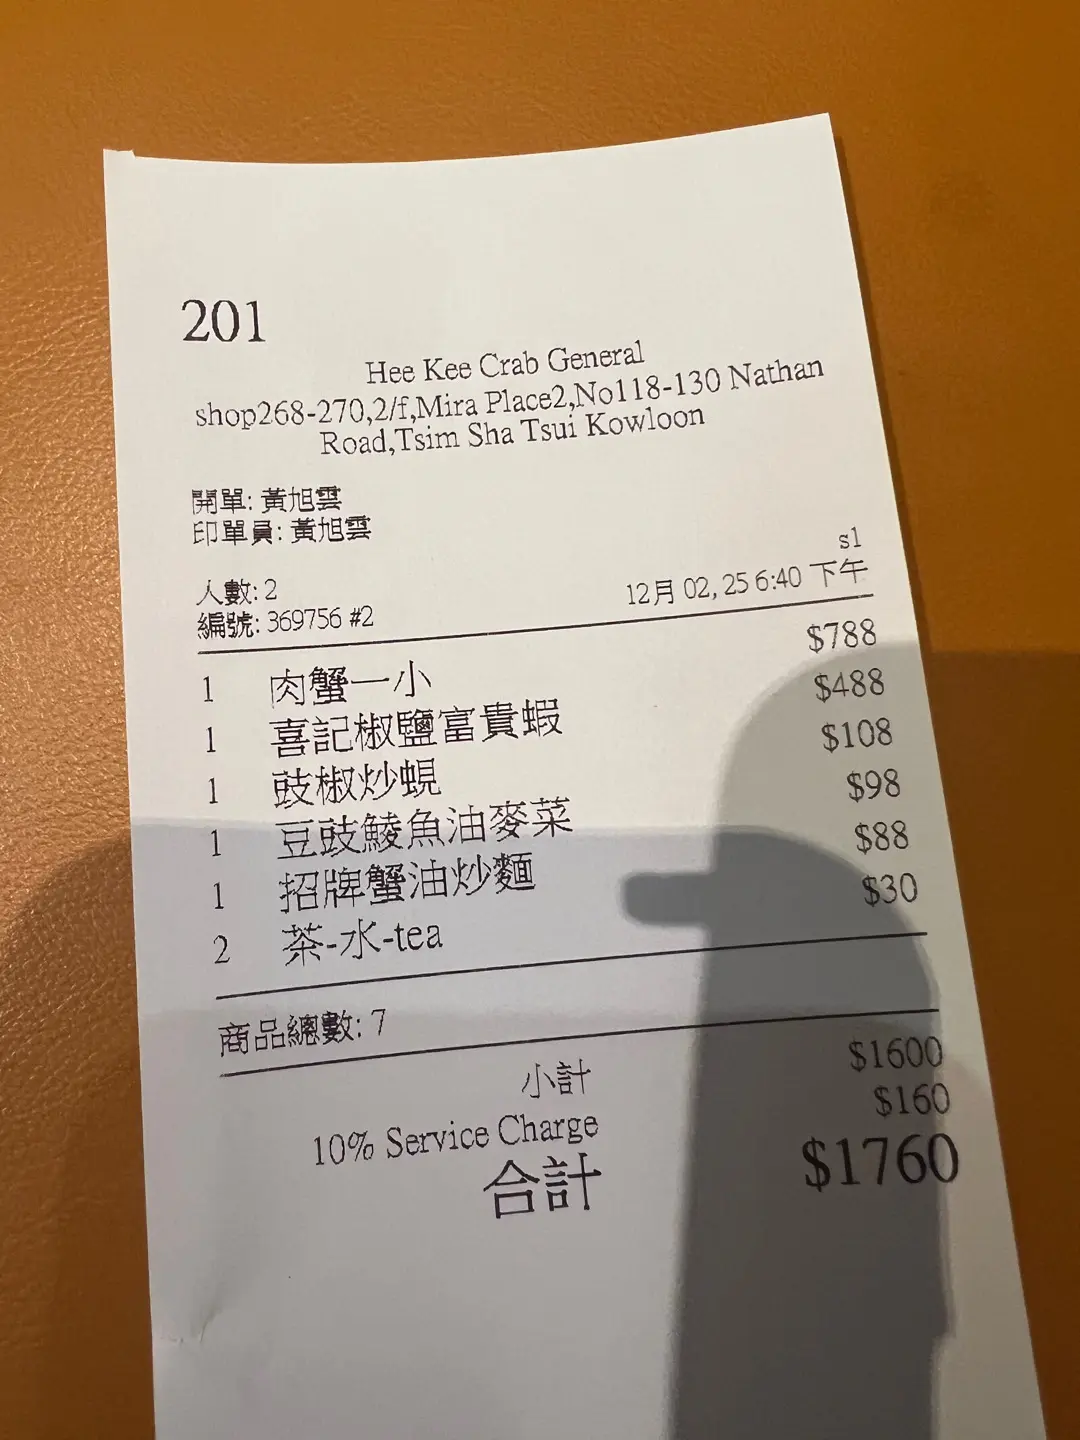 201
Hee Kee Crab General
shop268-270,2/f,Mira Place2,No118-130 Nathan
Road,Tsim Sha Tsui Kowloon
開單: 黃旭雲
印單員: 黃旭雲
s1
人數: 2
編號: 369756 #2 12月 02, 25 6:40 下午
1 肉蟹一小 $788
1 喜記椒鹽富貴蝦 $488
1 豉椒炒蜆 $108
1 豆豉鯪魚油麥菜 $98
1 招牌蟹油炒麵 $88
2 茶-水-tea $30
商品總數: 7
小計 $1600
10% Service Charge $160
合計 $1760